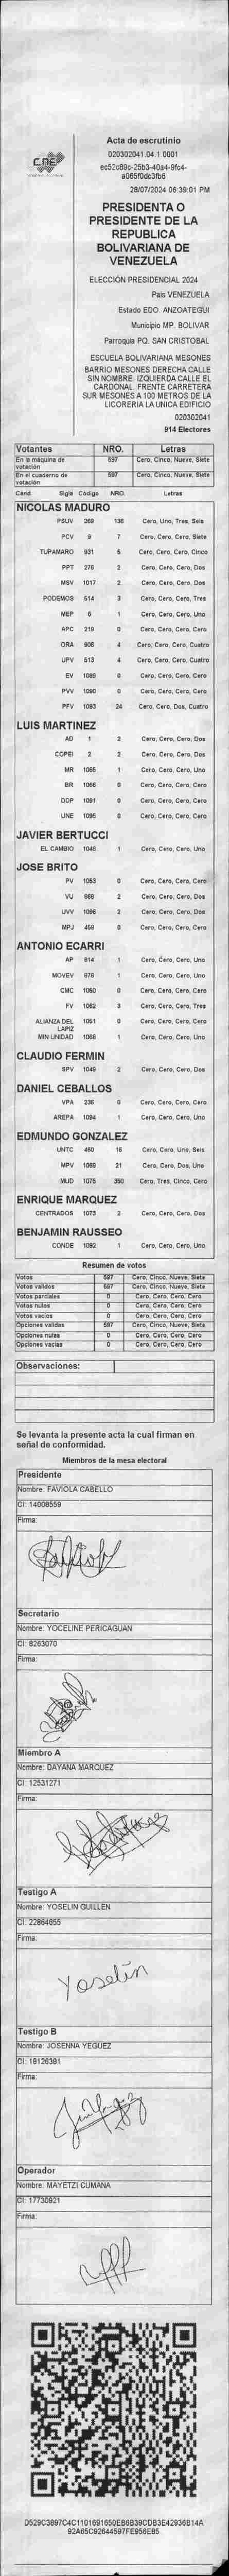 CNE
Acta de escrutinio
020302041.04.1.0001
28/07/2024 06:39:01 PM
PRESIDENTA O
PRESIDENTE DE LA
REPUBLICA
BOLIVARIANA DE
VENEZUELA
ELECCIÓN PRESIDENCIAL 2024
País VENEZUELA
Estado EDO. ANZOATEGUI
Municipio MP. BOLIVAR
Parroquia PQ. SAN CRISTOBAL
ESCUELA BOLIVARIANA MESONES
BARRIO MESONES DERECHA CALLE
SIN NOMBRE. IZQUIERDA CALLE EL
CARDONAL. FRENTE CARRETERA
SUR MESONES A 100 METROS DE LA
LICORERIA LA UNICA EDIFICIO
020302041
914 Electores
Votantes NRO. Letras
En la máquina de votación 597 Cero, Cinco, Nueve, Siete
En el cuaderno de votación 597 Cero, Cinco, Nueve, Siete
Cand. Sigla Código NRO. Letras
NICOLAS MADURO
PSUV 269 136 Cero, Uno, Tres, Seis
PCV 9 7 Cero, Cero, Cero, Siete
TUPAMARO 931 5 Cero, Cero, Cero, Cinco
PPT 276 2 Cero, Cero, Cero, Dos
MSV 1017 2 Cero, Cero, Cero, Dos
PODEMOS 514 3 Cero, Cero, Cero, Tres
MEP 6 1 Cero, Cero, Cero, Uno
APC 219 0 Cero, Cero, Cero, Cero
ORA 906 4 Cero, Cero, Cero, Cuatro
UPV 513 4 Cero, Cero, Cero, Cuatro
EV 1089 0 Cero, Cero, Cero, Cero
PVV 1090 0 Cero, Cero, Cero, Cero
PFV 1093 24 Cero, Cero, Dos, Cuatro
LUIS MARTINEZ
AD 1 2 Cero, Cero, Cero, Dos
COPEI 2 2 Cero, Cero, Cero, Dos
MR 1065 1 Cero, Cero, Cero, Uno
BR 1066 0 Cero, Cero, Cero, Cero
DDP 1091 0 Cero, Cero, Cero, Cero
UNE 1095 0 Cero, Cero, Cero, Cero
JAVIER BERTUCCI
EL CAMBIO 1048 1 Cero, Cero, Cero, Uno
JOSE BRITO
PV 1053 0 Cero, Cero, Cero, Cero
VU 968 2 Cero, Cero, Cero, Dos
UVV 1096 2 Cero, Cero, Cero, Dos
MPJ 459 0 Cero, Cero, Cero, Cero
ANTONIO ECARRI
AP 914 1 Cero, Cero, Cero, Uno
MOVEV 976 1 Cero, Cero, Cero, Uno
CMC 1050 0 Cero, Cero, Cero, Cero
FV 1062 3 Cero, Cero, Cero, Tres
ALIANZA DEL LAPIZ 1051 0 Cero, Cero, Cero, Cero
MIN UNIDAD 1068 1 Cero, Cero, Cero, Uno
CLAUDIO FERMIN
SPV 1049 2 Cero, Cero, Cero, Dos
DANIEL CEBALLOS
VPA 236 0 Cero, Cero, Cero, Cero
AREPA 1094 1 Cero, Cero, Cero, Uno
EDMUNDO GONZALEZ
UNTC 460 16 Cero, Cero, Uno, Seis
MPV 1069 21 Cero, Cero, Dos, Uno
MUD 1075 350 Cero, Tres, Cinco, Cero
ENRIQUE MARQUEZ
CENTRADOS 1073 2 Cero, Cero, Cero, Dos
BENJAMIN RAUSSEO
CONDE 1092 1 Cero, Cero, Cero, Uno
Resumen de votos
Votos 597 Cero, Cinco, Nueve, Siete
Votos validos 597 Cero, Cinco, Nueve, Siete
Votos parciales 0 Cero, Cero, Cero, Cero
Votos nulos 0 Cero, Cero, Cero, Cero
Votos vacios 0 Cero, Cero, Cero, Cero
Opciones validas 597 Cero, Cinco, Nueve, Siete
Opciones nulas 0 Cero, Cero, Cero, Cero
Opciones vacias 0 Cero, Cero, Cero, Cero
Observaciones:
Se levanta la presente acta la cual firman en
señal de conformidad.
Miembros de la mesa electoral
Presidente
Nombre: FAVIOLA CABELLO
CI: 14008559
Firma:
Secretario
Nombre: YOCELINE PERICAGUAN
CI: 8263070
Firma:
Miembro A
Nombre: DAYANA MARQUEZ
CI: 12531271
Firma:
Testigo A
Nombre: YOSELIN GUILLEN
CI: 22864655
Firma:
Yoselin
Testigo B
Nombre: JOSENNA YEGUEZ
CI: 18126381
Firma:
Operador
Nombre: MAYETZI CUMANA
CI: 17730921
Firma: